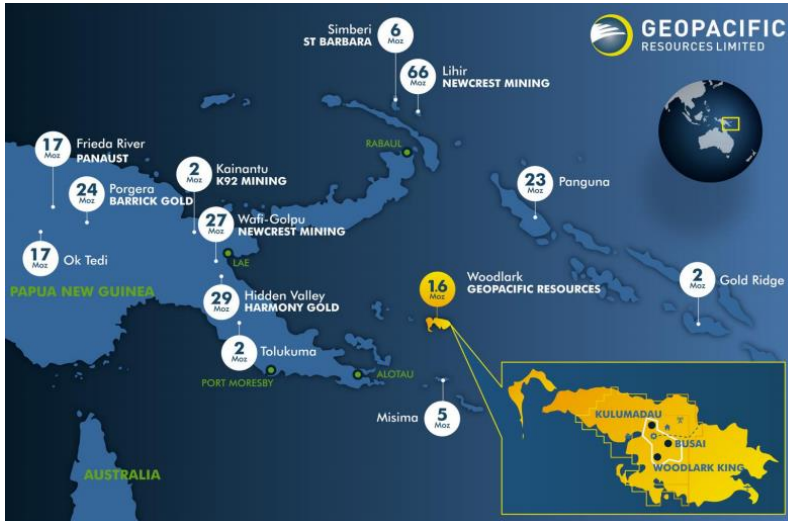 GEOPACIFIC
RESOURCES LIMITED
Simberi
ST BARBARA
6
Moz
66
Moz
Lihir
NEWCREST MINING
RABAUL
17
Moz
Frieda River
PANAUST
2
Moz
Kainantu
K92 MINING
24
Moz
Porgera
BARRICK GOLD
23
Moz
Panguna
27
Moz
Wafi-Golpu
NEWCREST MINING
17
Moz
Ok Tedi
LAE
PAPUA NEW GUINEA
29
Moz
Hidden Valley
HARMONY GOLD
1.6
Moz
Woodlark
GEOPACIFIC RESOURCES
2
Moz
Gold Ridge
2
Moz
Tolukuma
PORT MORESBY
ALOTAU
Misima
5
Moz
KULUMADAU
BUSAI
WOODLARK KING
AUSTRALIA